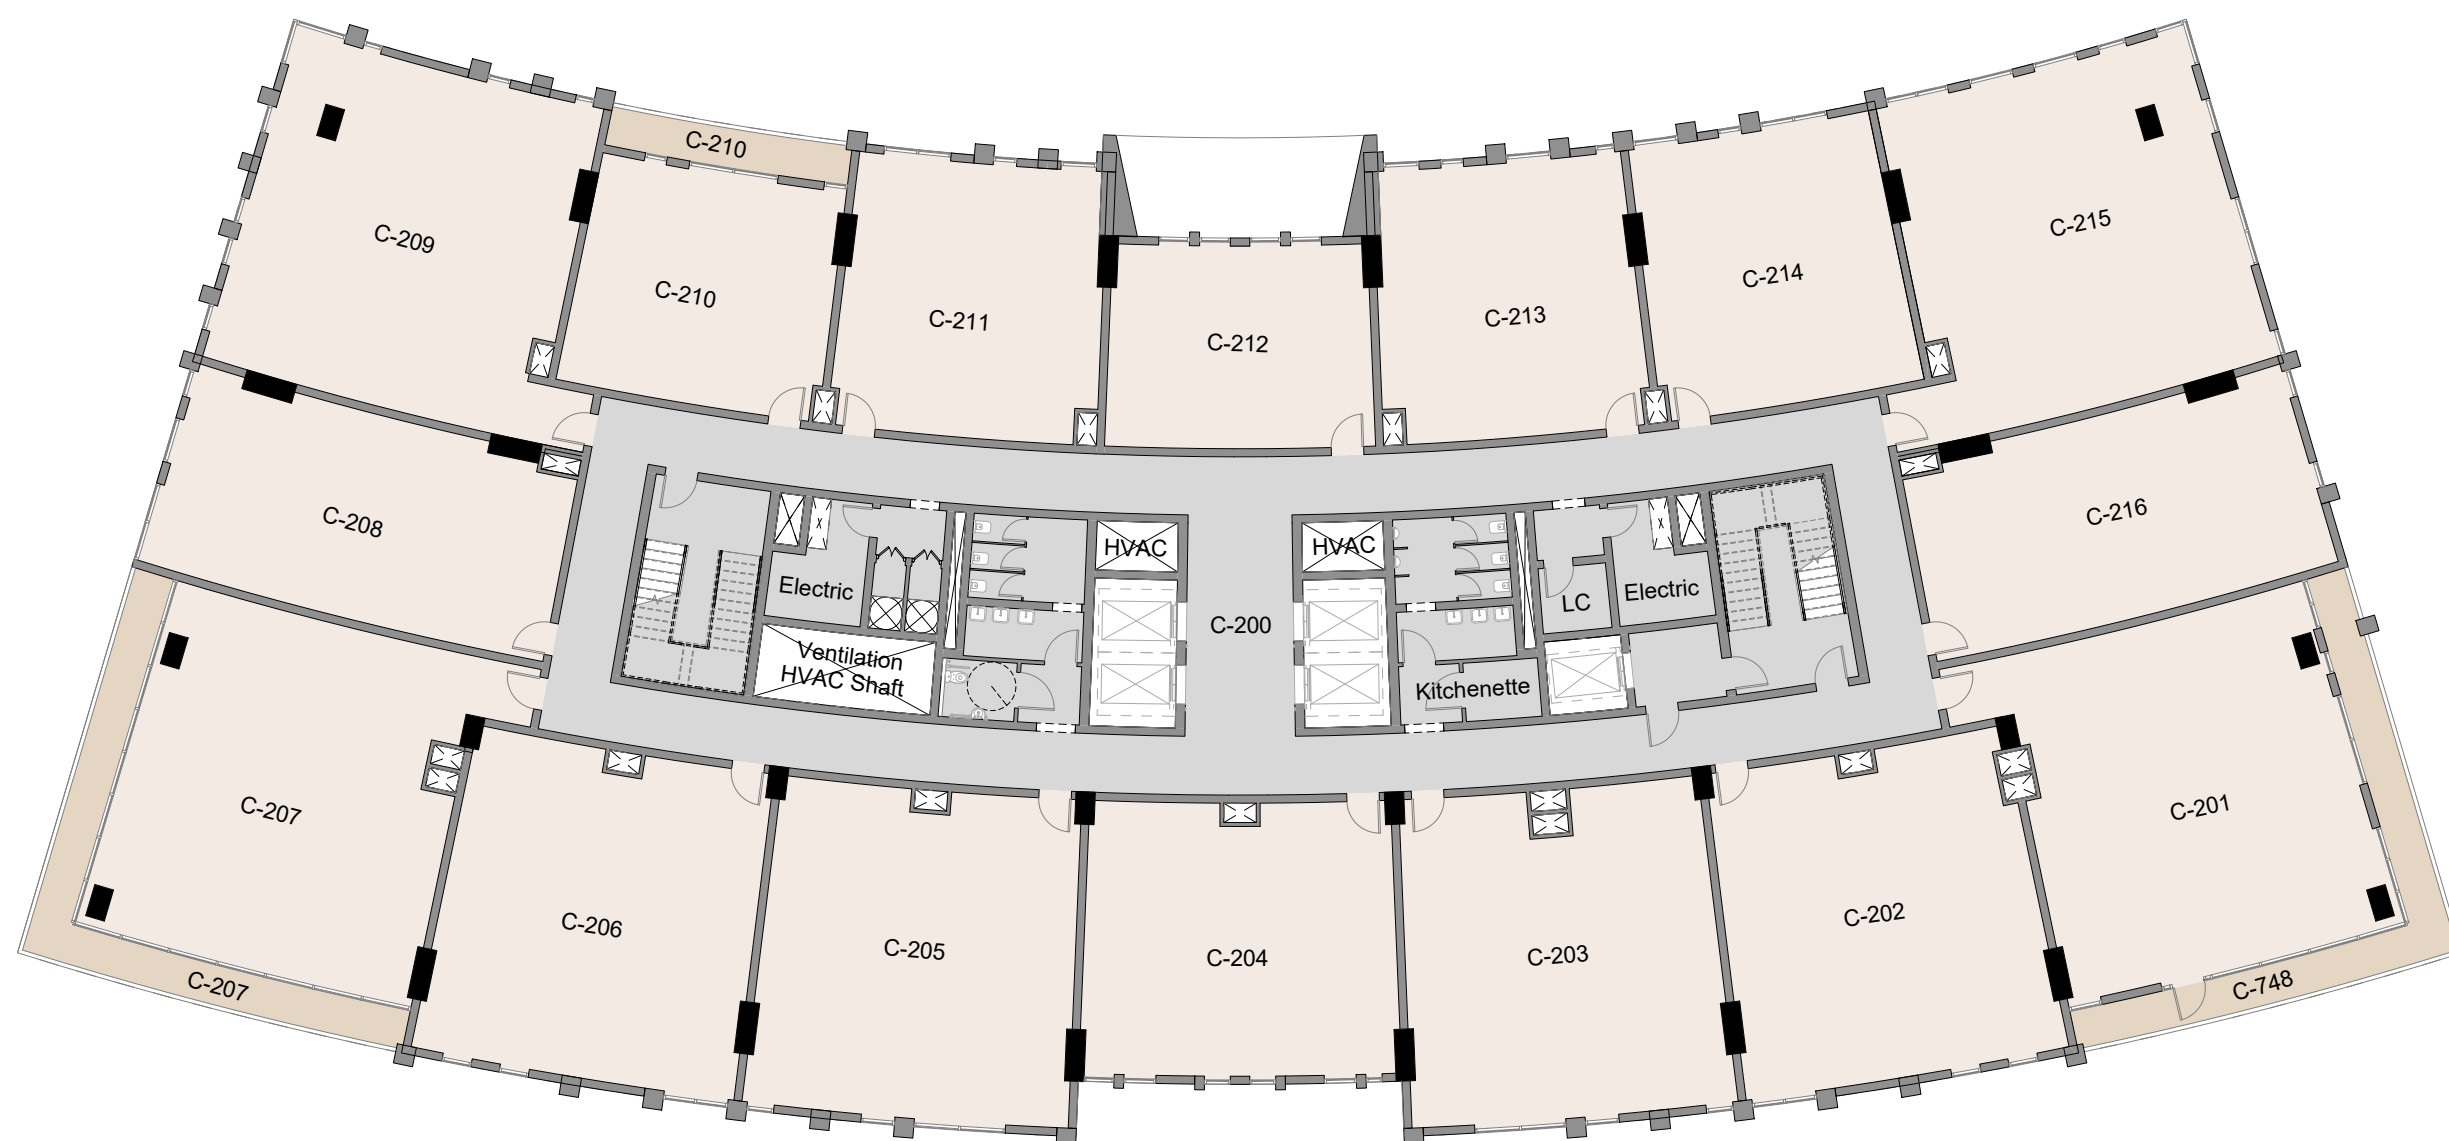 C-210
C-209
C-210
C-211
C-212
C-213
C-214
C-215
C-208
C-216
HVAC
HVAC
Electric
Electric
LC
C-200
Ventilation
HVAC Shaft
Kitchenette
C-207
C-206
C-205
C-204
C-203
C-202
C-201
C-207
C-748